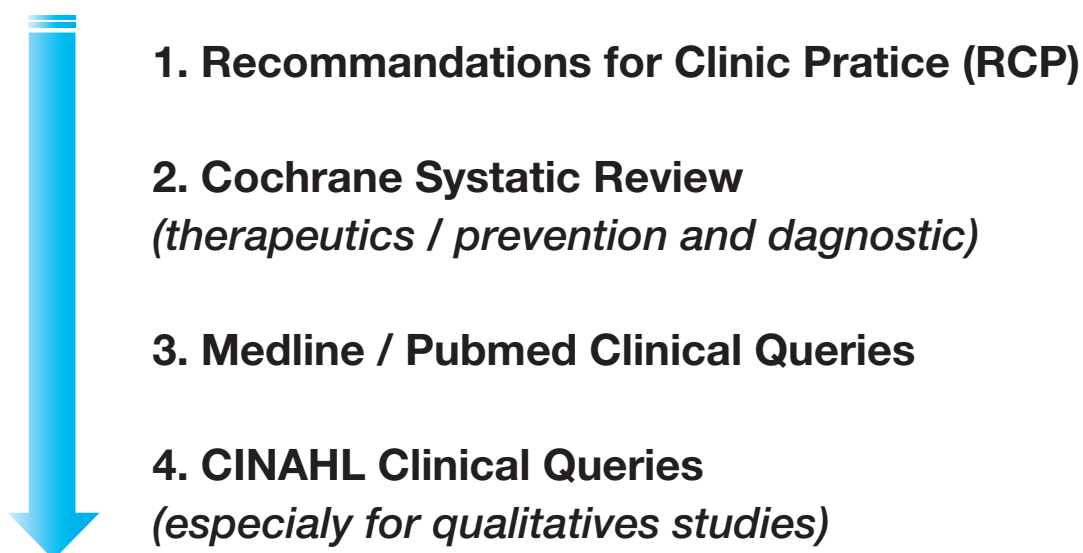 1. Recommandations for Clinic Pratice (RCP)
2. Cochrane Systatic Review
(therapeutics / prevention and dagnostic)
3. Medline / Pubmed Clinical Queries
4. CINAHL Clinical Queries
(especialy for qualitatives studies)